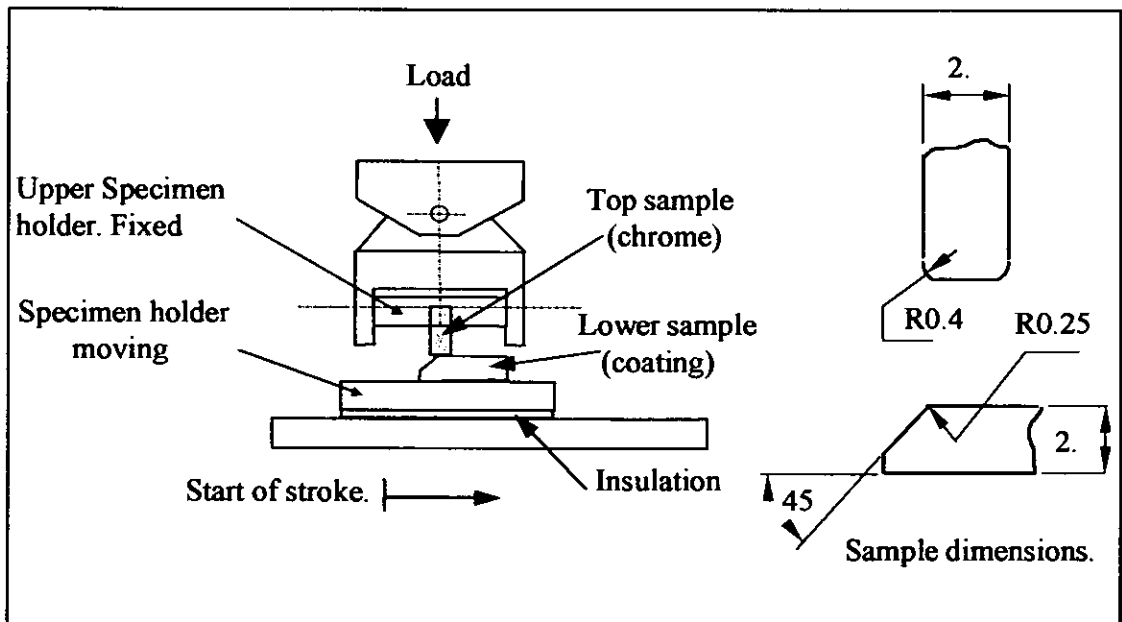 Load
Upper Specimen
holder. Fixed
Top sample
(chrome)
Specimen holder
moving
Lower sample
(coating)
Start of stroke.
Insulation
2.
R0.4
R0.25
2.
45
Sample dimensions.